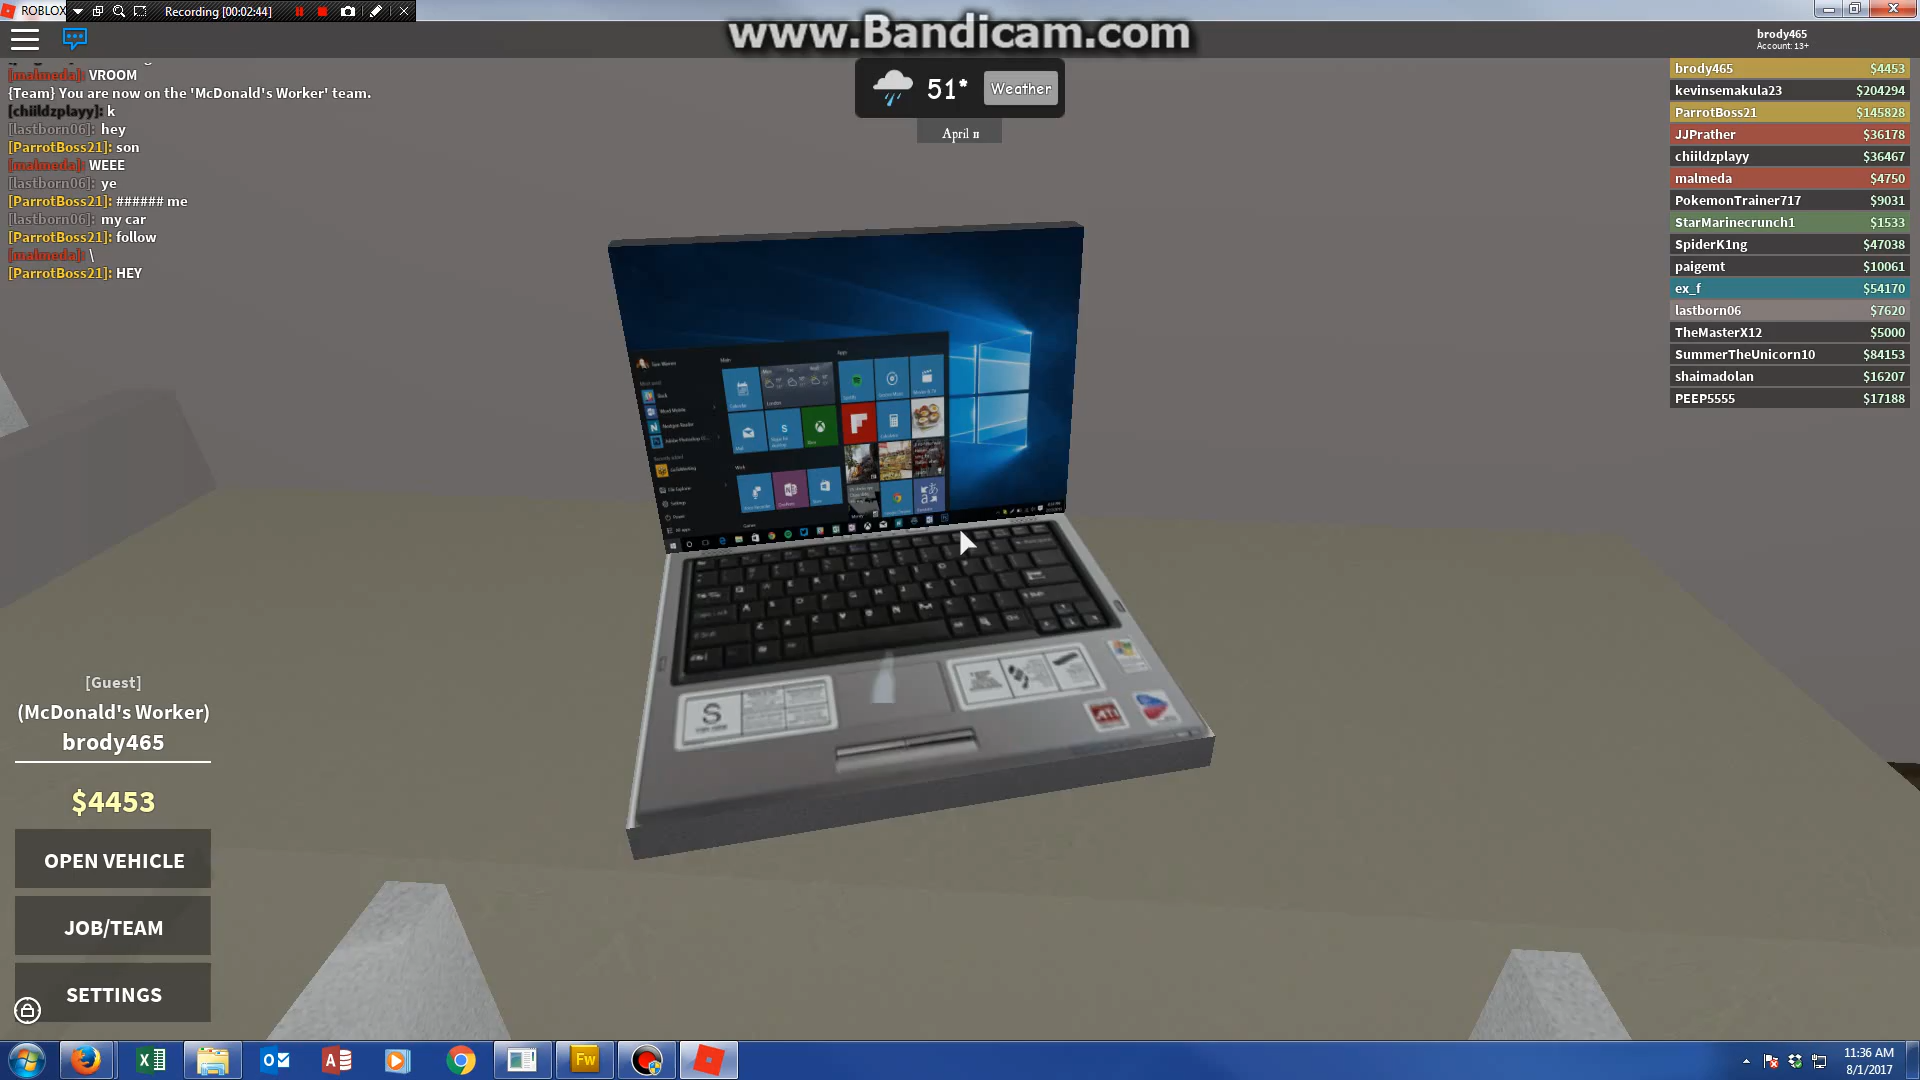 ROBLOX
Recording [00:02:44]
www.Bandicam.com
brody465
Account: 13+
[malmeda]: VROOM
{Team} You are now on the 'McDonald's Worker' team.
[chiildzplayy]: k
[lastborn06]: hey
[ParrotBoss21]: son
[malmeda]: WEEE
[lastborn06]: ye
[ParrotBoss21]: ###### me
[lastborn06]: my car
[ParrotBoss21]: follow
[malmeda]: \
[ParrotBoss21]: HEY
51*
Weather
April 11
brody465 $4453
kevinsemakula23 $204294
ParrotBoss21 $145828
JJPrather $36178
chiildzplayy $36467
malmeda $4750
PokemonTrainer717 $9031
StarMarinecrunch1 $1533
SpiderK1ng $47038
paigemt $10061
ex_f $54170
lastborn06 $7620
TheMasterX12 $5000
SummerTheUnicorn10 $84153
shaimadolan $16207
PEEP5555 $17188
[Guest]
(McDonald's Worker)
brody465
$4453
OPEN VEHICLE
JOB/TEAM
SETTINGS
ATI
Fw
11:36 AM
8/1/2017